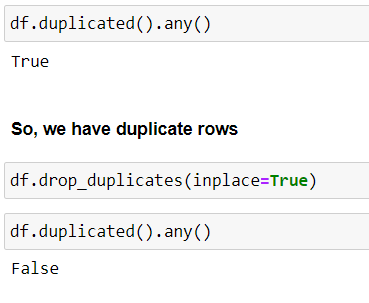 df.duplicated().any()
True
So, we have duplicate rows
df.drop_duplicates(inplace=True)
df.duplicated().any()
False